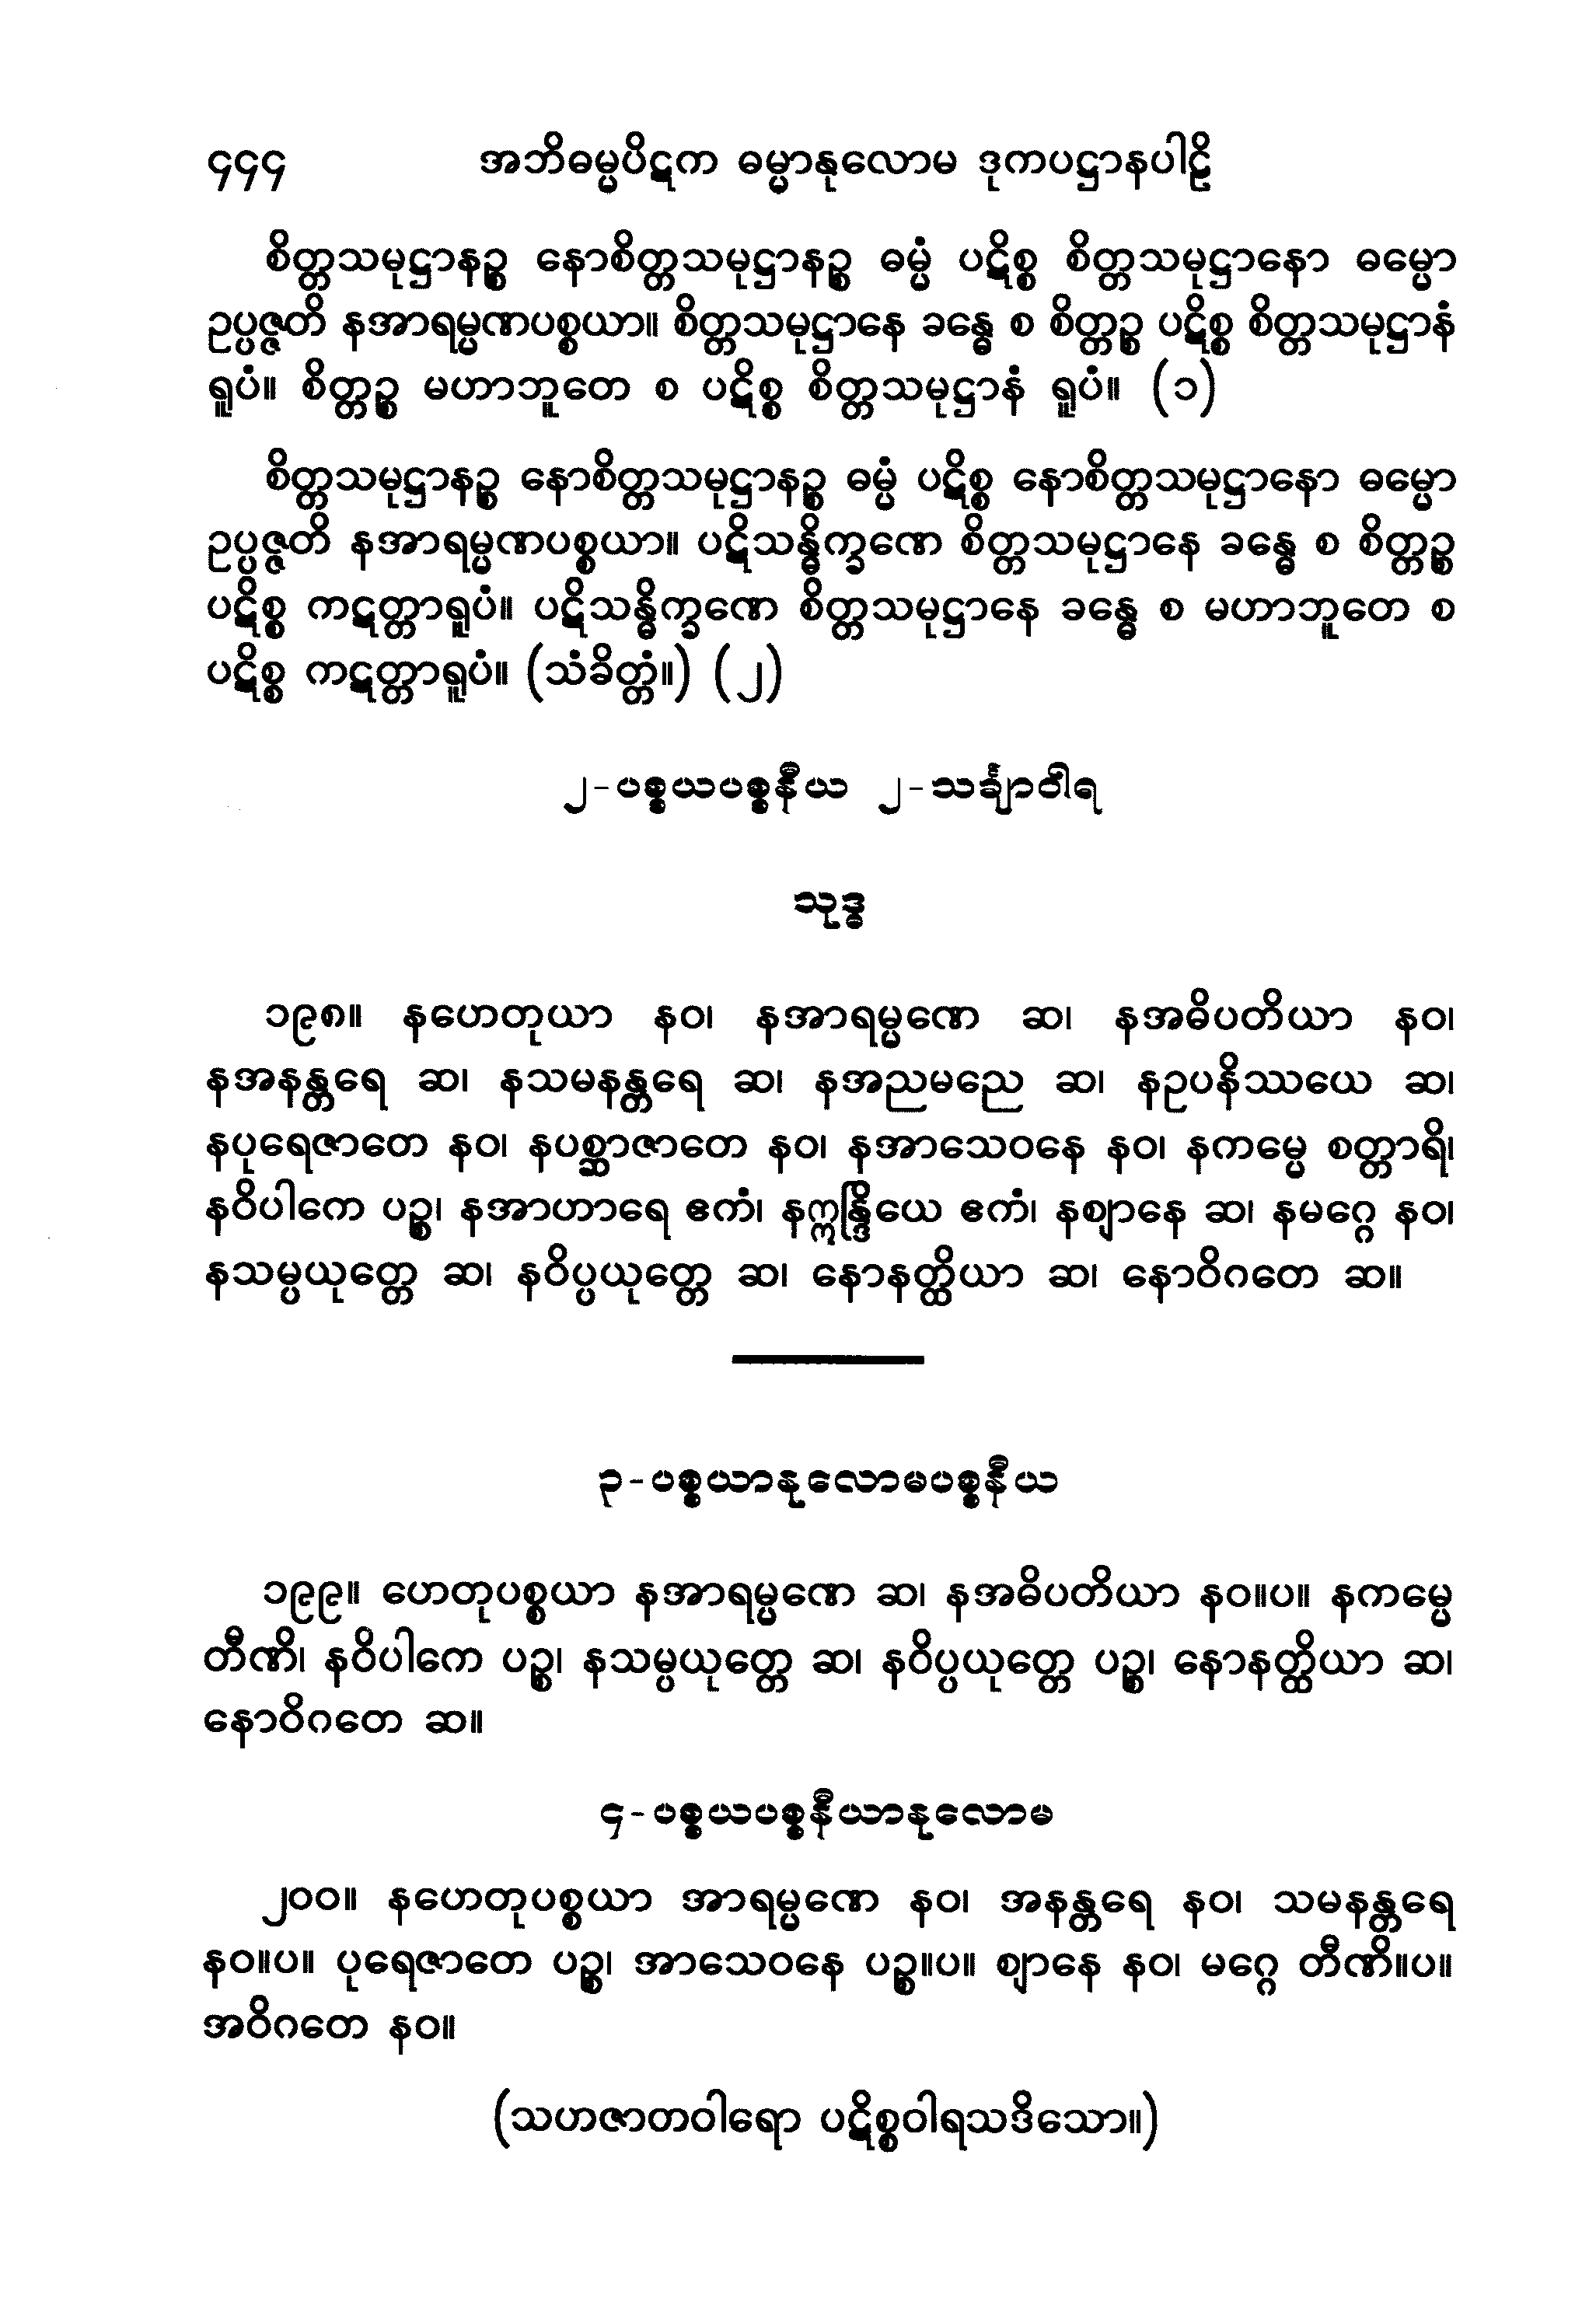 ၄၄၄ အဘိဓမ္မပိဋက ဓမ္မာနုလောမ ဒုကပဋ္ဌာနပါဠိ
စိတ္တသမုဋ္ဌာနဉ္စ နောစိတ္တသမုဋ္ဌာနဉ္စ ဓမ္မံ ပဋိစ္စ စိတ္တသမုဋ္ဌာနော ဓမ္မော
ဥပ္ပဇ္ဇတိ နအာရမ္မဏပစ္စယာ။ စိတ္တသမုဋ္ဌာနေ ခန္ဓေ စ စိတ္တဉ္စ ပဋိစ္စ စိတ္တသမုဋ္ဌာနံ
ရူပံ။ စိတ္တဉ္စ မဟာဘူတေ စ ပဋိစ္စ စိတ္တသမုဋ္ဌာနံ ရူပံ။ (၁)
စိတ္တသမုဋ္ဌာနဉ္စ နောစိတ္တသမုဋ္ဌာနဉ္စ ဓမ္မံ ပဋိစ္စ နောစိတ္တသမုဋ္ဌာနော ဓမ္မော
ဥပ္ပဇ္ဇတိ နအာရမ္မဏပစ္စယာ။ ပဋိသန္ဓိက္ခဏေ စိတ္တသမုဋ္ဌာနေ ခန္ဓေ စ စိတ္တဉ္စ
ပဋိစ္စ ကဋတ္တာရူပံ။ ပဋိသန္ဓိက္ခဏေ စိတ္တသမုဋ္ဌာနေ ခန္ဓေ စ မဟာဘူတေ စ
ပဋိစ္စ ကဋတ္တာရူပံ။ (သံခိတ္တံ။) (၂)
၂-ပစ္စယပစ္စနီယ ၂-သင်္ချာဝါရ
သုဒ္ဓ
၁၉၈။ နဟေတုယာ နဝ၊ နအာရမ္မဏေ ဆ၊ နအဓိပတိယာ နဝ၊
နအနန္တရေ ဆ၊ နသမနန္တရေ ဆ၊ နအညမညေ ဆ၊ နဥပနိဿယေ ဆ၊
နပုရေဇာတေ နဝ၊ နပစ္ဆာဇာတေ နဝ၊ နအာသေဝနေ နဝ၊ နကမ္မေ စတ္တာရိ၊
နဝိပါကေ ပဉ္စ၊ နအာဟာရေ ဧကံ၊ နဣန္ဒြိယေ ဧကံ၊ နဈာနေ ဆ၊ နမဂ္ဂေ နဝ၊
နသမ္ပယုတ္တေ ဆ၊ နဝိပ္ပယုတ္တေ ဆ၊ နောနတ္ထိယာ ဆ၊ နောဝိဂတေ ဆ။
၃-ပစ္စယာနုလောမပစ္စနီယ
၁၉၉။ ဟေတုပစ္စယာ နအာရမ္မဏေ ဆ၊ နအဓိပတိယာ နဝ။ပ။ နကမ္မေ
တီဏိ၊ နဝိပါကေ ပဉ္စ၊ နသမ္ပယုတ္တေ ဆ၊ နဝိပ္ပယုတ္တေ ပဉ္စ၊ နောနတ္ထိယာ ဆ၊
နောဝိဂတေ ဆ။
၄-ပစ္စယပစ္စနီယာနုလောမ
၂၀၀။ နဟေတုပစ္စယာ အာရမ္မဏေ နဝ၊ အနန္တရေ နဝ၊ သမနန္တရေ
နဝ။ပ။ ပုရေဇာတေ ပဉ္စ၊ အာသေဝနေ ပဉ္စ။ပ။ ဈာနေ နဝ၊ မဂ္ဂေ တီဏိ။ပ။
အဝိဂတေ နဝ။
(သဟဇာတဝါရော ပဋိစ္စဝါရသဒိသော။)